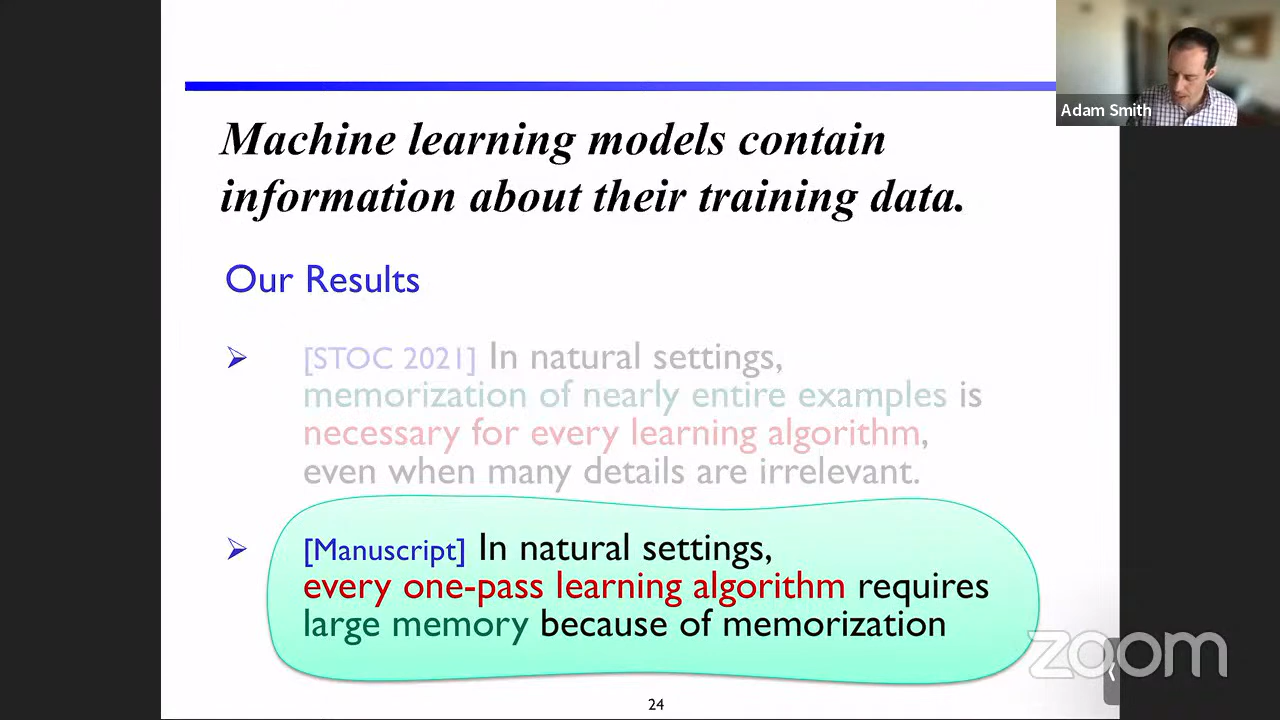 Adam Smith
Machine learning models contain
information about their training data.
Our Results
[STOC 2021] In natural settings,
memorization of nearly entire examples is
necessary for every learning algorithm,
even when many details are irrelevant.
[Manuscript] In natural settings,
every one-pass learning algorithm requires
large memory because of memorization
zoom
24